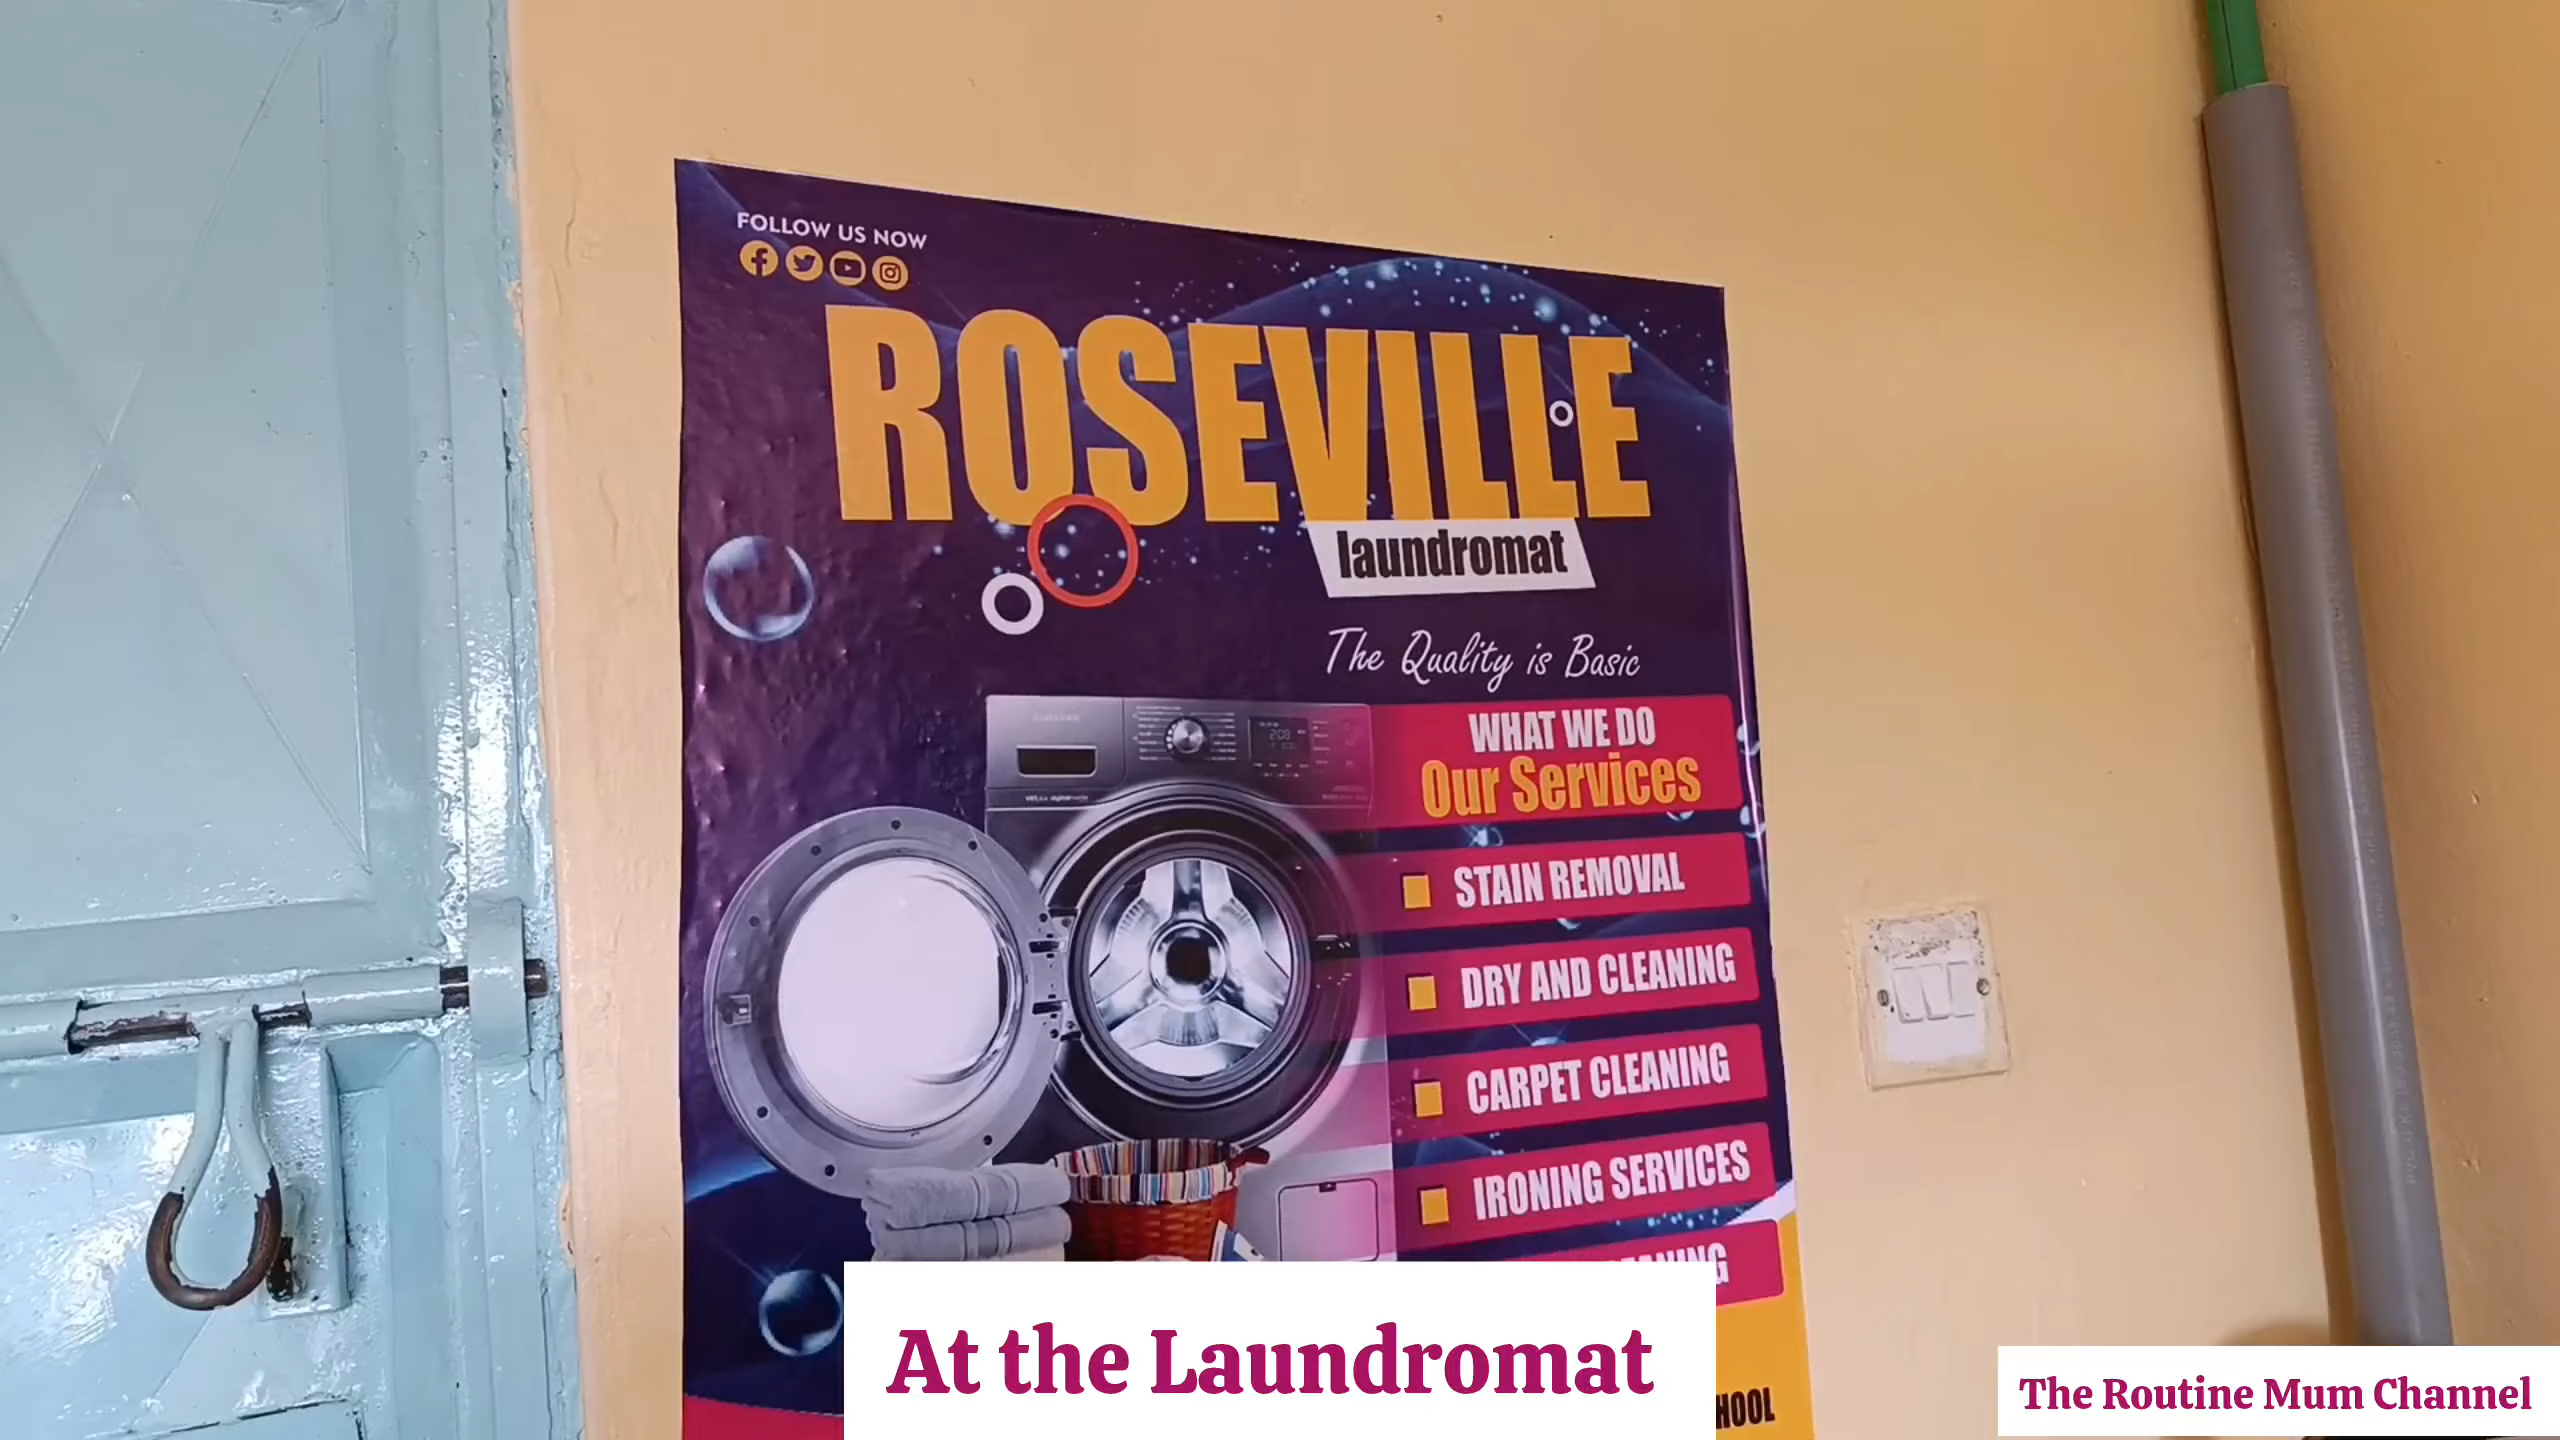 FOLLOW US NOW
ROSEVILLE
laundromat
The Quality is Basic
WHAT WE DO
Our Services
STAIN REMOVAL
DRY AND CLEANING
CARPET CLEANING
IRONING SERVICES
At the Laundromat
The Routine Mum Channel